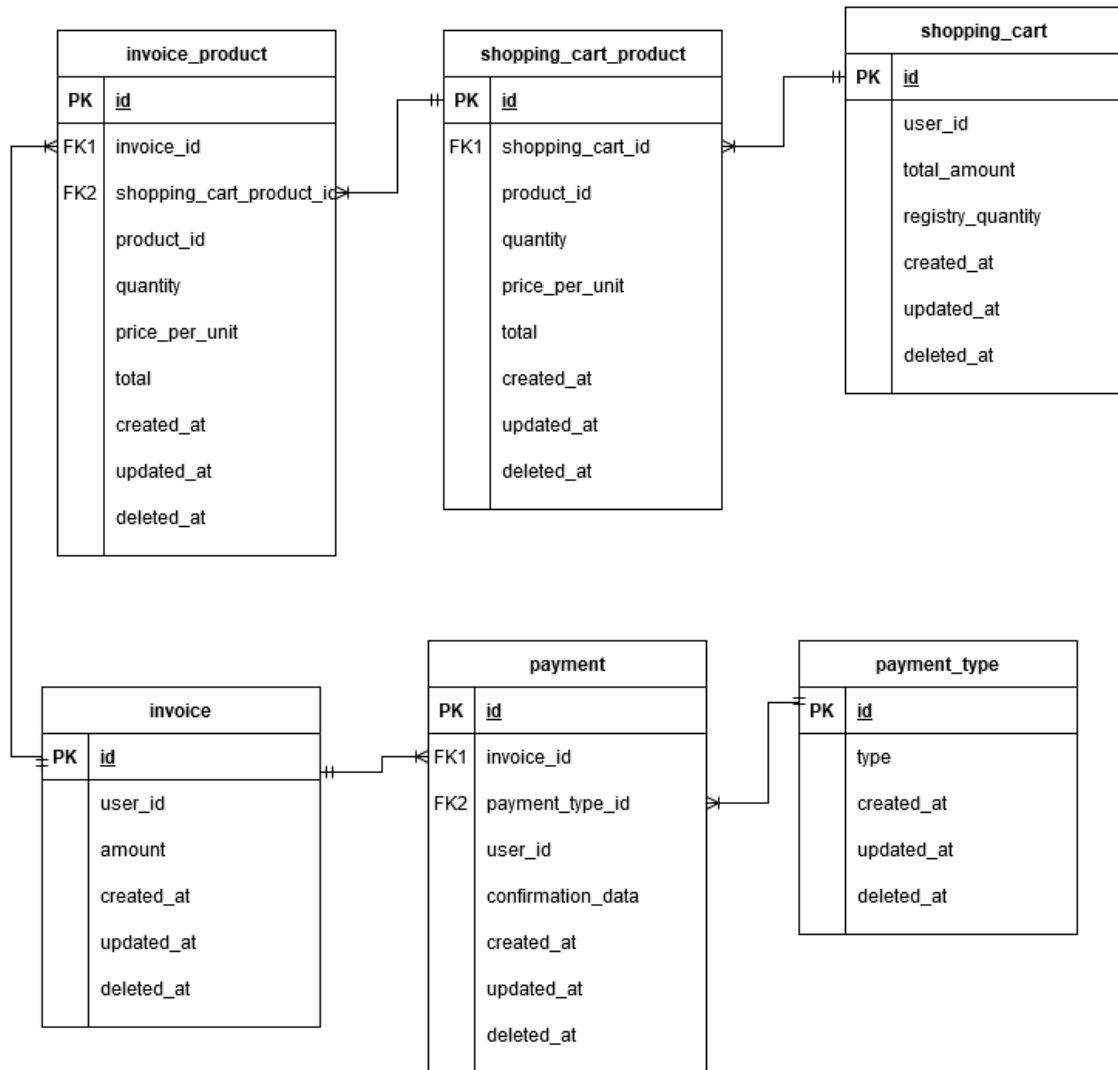 invoice_product
PK id
FK1 invoice_id
FK2 shopping_cart_product_id
product_id
quantity
price_per_unit
total
created_at
updated_at
deleted_at
shopping_cart_product
PK id
FK1 shopping_cart_id
product_id
quantity
price_per_unit
total
created_at
updated_at
deleted_at
shopping_cart
PK id
user_id
total_amount
registry_quantity
created_at
updated_at
deleted_at
invoice
PK id
user_id
amount
created_at
updated_at
deleted_at
payment
PK id
FK1 invoice_id
FK2 payment_type_id
user_id
confirmation_data
created_at
updated_at
deleted_at
payment_type
PK id
type
created_at
updated_at
deleted_at